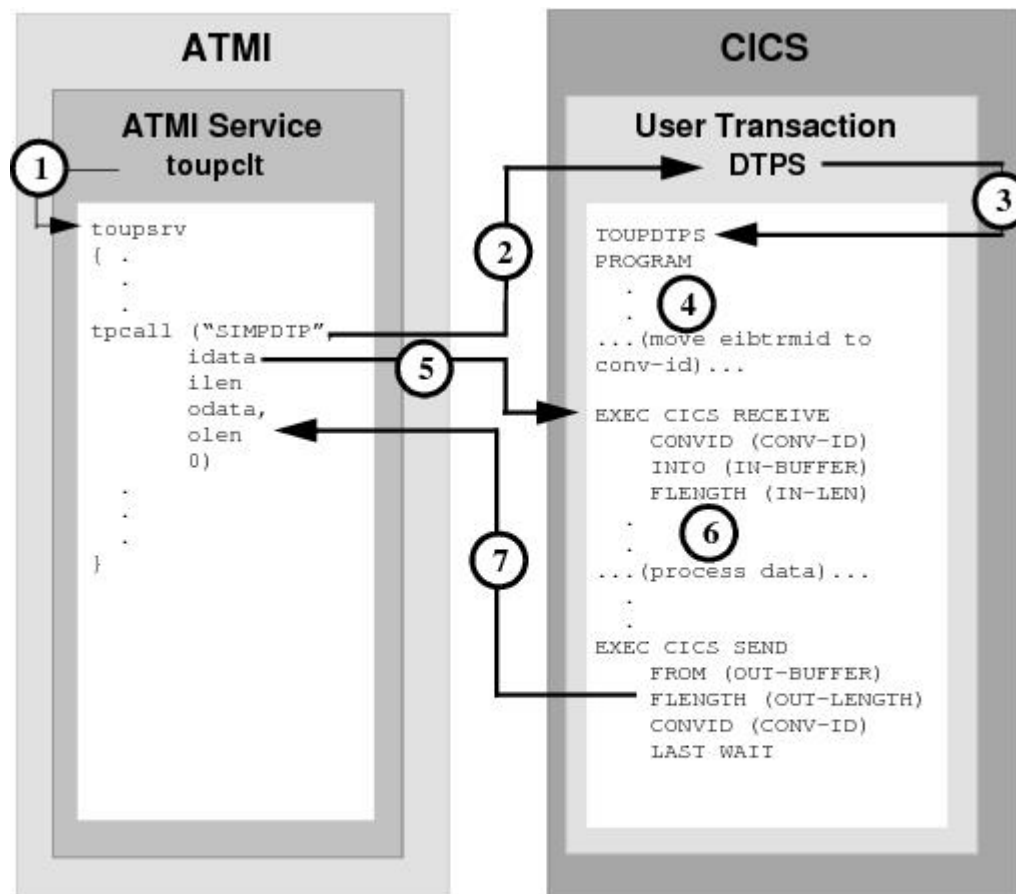 ATMI
ATMI Service
toupclt
1
toupsrv
{ .
.
.
tpcall (“SIMPDTP”,
idata
ilen
odata,
olen
0)
.
.
.
}
2
5
7
CICS
User Transaction
DTPS
3
TOUPDTPS
PROGRAM
.
4
.
...(move eibtrmid to
conv-id)...
EXEC CICS RECEIVE
CONVID (CONV-ID)
INTO (IN-BUFFER)
FLENGTH (IN-LEN)
.
6
.
...(process data)...
.
.
EXEC CICS SEND
FROM (OUT-BUFFER)
FLENGTH (OUT-LENGTH)
CONVID (CONV-ID)
LAST WAIT